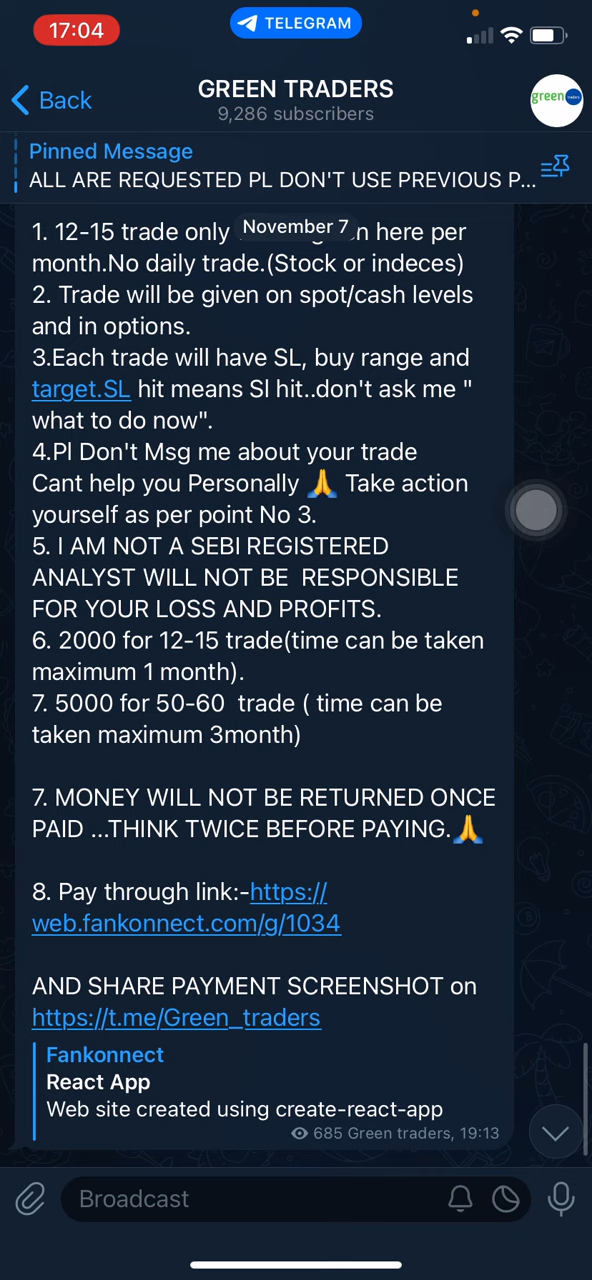 17:04
TELEGRAM
Back
GREEN TRADERS
9,286 subscribers
green
Pinned Message
ALL ARE REQUESTED PL DON'T USE PREVIOUS P...
November 7
1. 12-15 trade only n here per
month.No daily trade.(Stock or indeces)
2. Trade will be given on spot/cash levels
and in options.
3.Each trade will have SL, buy range and
target.SL hit means Sl hit..don't ask me "
what to do now".
4.Pl Don't Msg me about your trade
Cant help you Personally 🙏 Take action
yourself as per point No 3.
5. I AM NOT A SEBI REGISTERED
ANALYST WILL NOT BE RESPONSIBLE
FOR YOUR LOSS AND PROFITS.
6. 2000 for 12-15 trade(time can be taken
maximum 1 month).
7. 5000 for 50-60 trade ( time can be
taken maximum 3month)
7. MONEY WILL NOT BE RETURNED ONCE
PAID ...THINK TWICE BEFORE PAYING.🙏
8. Pay through link:-https://
web.fankonnect.com/g/1034
AND SHARE PAYMENT SCREENSHOT on
https://t.me/Green_traders
Fankonnect
React App
Web site created using create-react-app
685 Green traders, 19:13
Broadcast